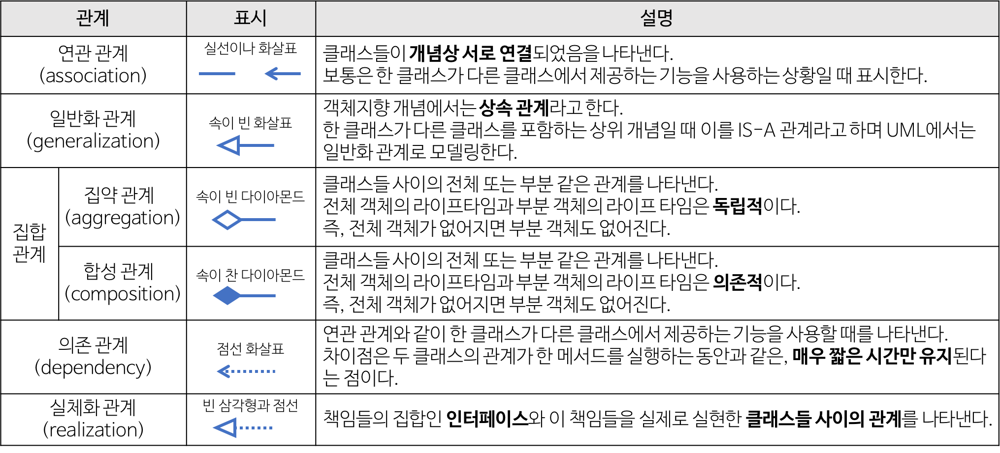 관계 표시 설명
연관 관계
(association)
실선이나 화살표
클래스들이 개념상 서로 연결되었음을 나타낸다.
보통은 한 클래스가 다른 클래스에서 제공하는 기능을 사용하는 상황일 때 표시한다.
일반화 관계
(generalization)
속이 빈 화살표
객체지향 개념에서는 상속 관계라고 한다.
한 클래스가 다른 클래스를 포함하는 상위 개념일 때 이를 IS-A 관계라고 하며 UML에서는
일반화 관계로 모델링한다.
집합
관계
집약 관계
(aggregation)
속이 빈 다이아몬드
클래스들 사이의 전체 또는 부분 같은 관계를 나타낸다.
전체 객체의 라이프타임과 부분 객체의 라이프 타임은 독립적이다.
즉, 전체 객체가 없어지면 부분 객체도 없어진다.
합성 관계
(composition)
속이 찬 다이아몬드
클래스들 사이의 전체 또는 부분 같은 관계를 나타낸다.
전체 객체의 라이프타임과 부분 객체의 라이프 타임은 의존적이다.
즉, 전체 객체가 없어지면 부분 객체도 없어진다.
의존 관계
(dependency)
점선 화살표
연관 관계와 같이 한 클래스가 다른 클래스에서 제공하는 기능을 사용할 때를 나타낸다.
차이점은 두 클래스의 관계가 한 메서드를 실행하는 동안과 같은, 매우 짧은 시간만 유지된다
는 점이다.
실체화 관계
(realization)
빈 삼각형과 점선
책임들의 집합인 인터페이스와 이 책임들을 실제로 실현한 클래스들 사이의 관계를 나타낸다.